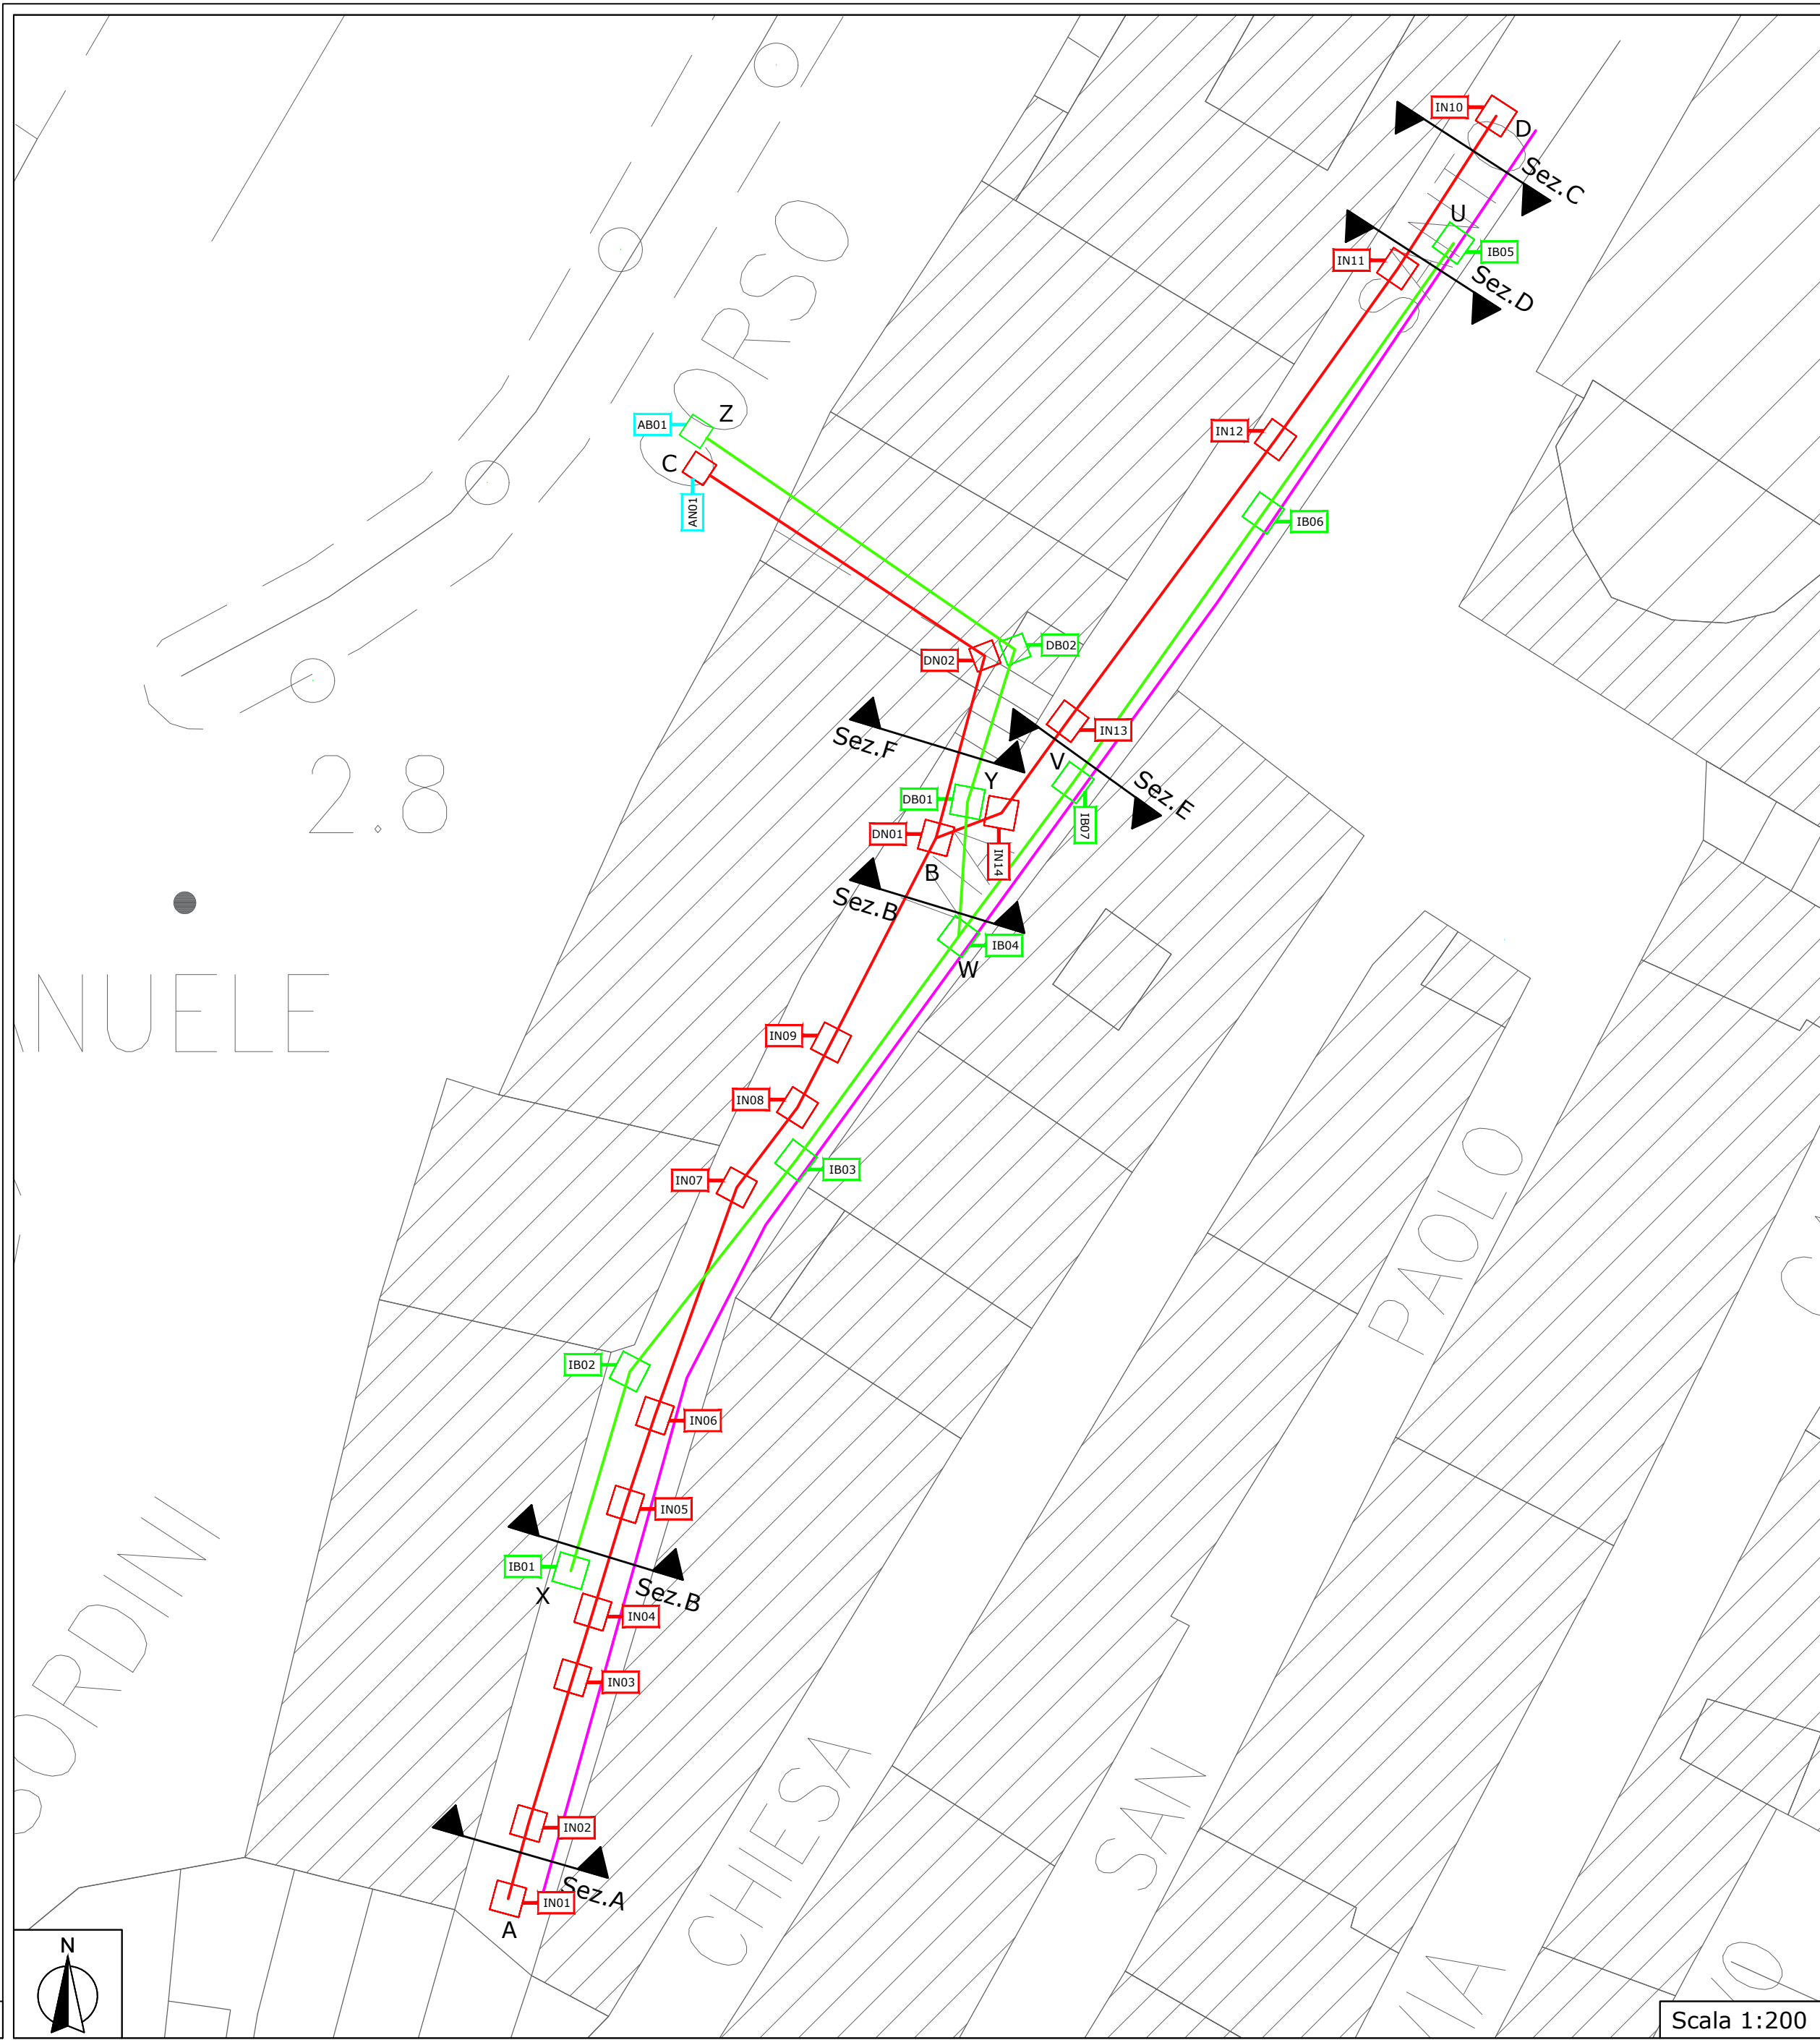 IN10
D
Sez.C
U
IB05
IN11
Sez.D
SANTA
CORSO
Z
AB01
C
AN01
IN12
IB06
DN02
DB02
IN13
Sez.F
Y
V
Sez.E
DB01
IB07
DN01
IN14
B
Sez.B
IB04
W
2.8
NUELE
IN09
IN08
IB03
IN07
PAOLO
IB02
IN06
IN05
IB01
Sez.B
X
IN04
IN03
ORDINI
IN02
Sez.A
IN01
A
CHIESA
SAN
N
Scala 1:200